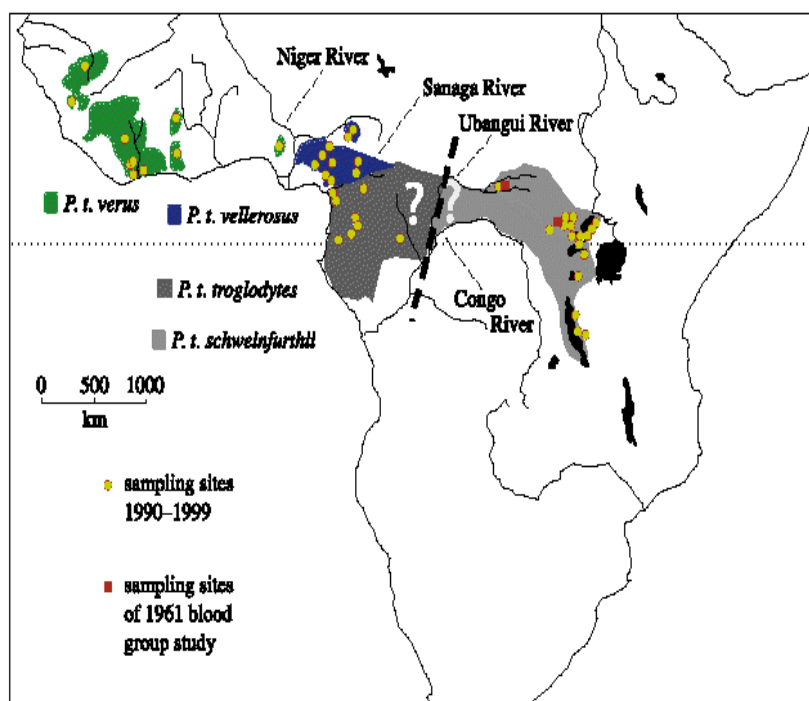 Niger River
Sanaga River
Ubangui River
P. t. verus
P. t. vellerosus
? ?
P. t. troglodytes
Congo
River
P. t. schweinfurthii
0 500 1000
km
sampling sites
1990–1999
sampling sites
of 1961 blood
group study